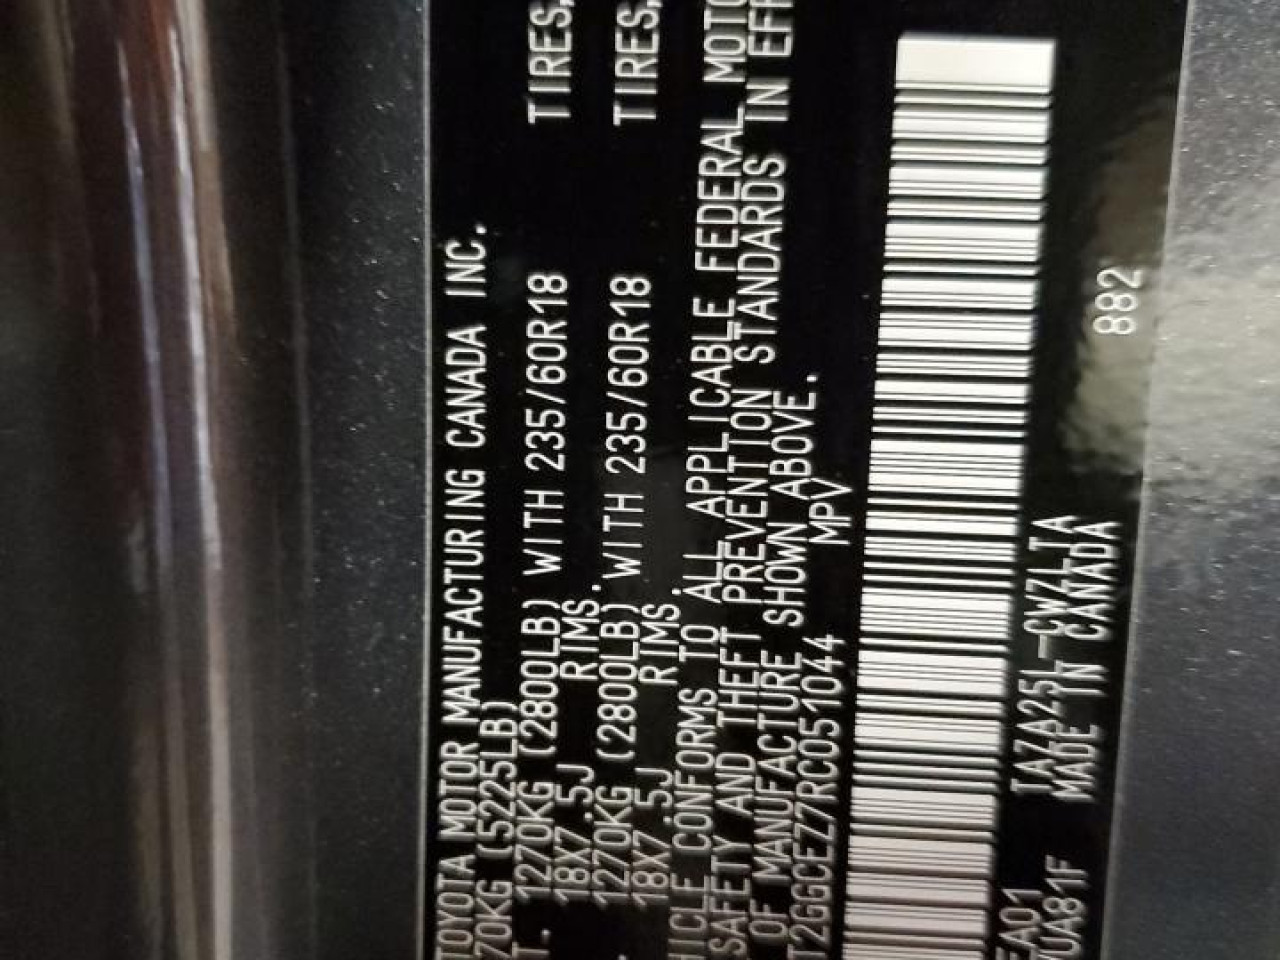 TOYOTA MOTOR MANUFACTURING CANADA INC.
70KG (5225LB)
T. 1270KG (2800LB) WITH 235/60R18 TIRES,
18X7.5J RIMS.
1270KG (2800LB) WITH 235/60R18 TIRES,
18X7.5J RIMS.
HICLE CONFORMS TO ALL APPLICABLE FEDERAL MOTO
SAFETY AND THEFT PREVENTION STANDARDS IN EFF
OF MANUFACTURE SHOWN ABOVE.
T2GGCEZ7RC051044 MPV
EA01 TAZA25L-CWZLTA
UA81F MADE IN CANADA 882